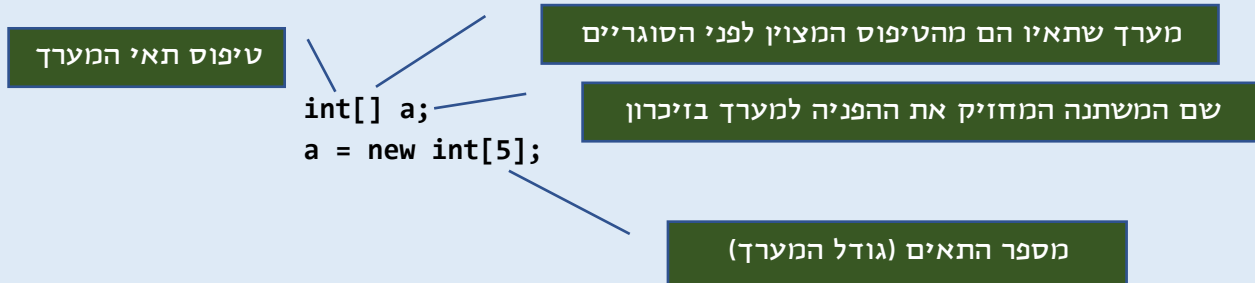 מערך שתאיו הם מהטיפוס המצוין לפני הסוגריים
טיפוס תאי המערך
int[] a;
שם המשתנה המחזיק את ההפניה למערך בזיכרון
a = new int[5];
מספר התאים (גודל המערך)